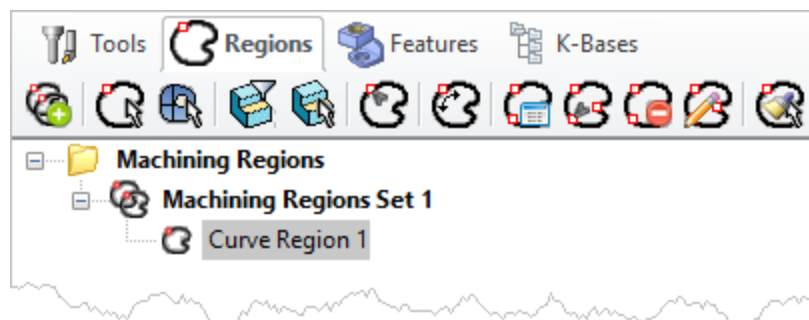 Tools Regions Features K-Bases
Machining Regions
Machining Regions Set 1
Curve Region 1